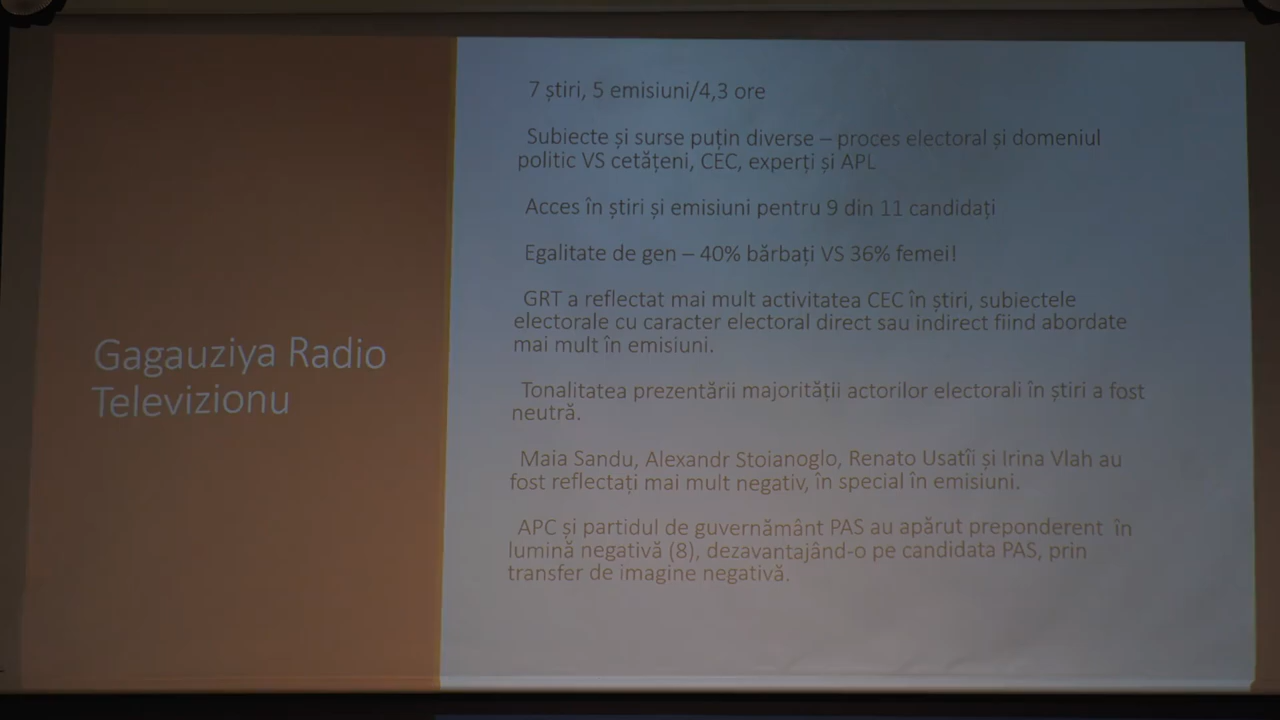 Gagauziya Radio
Televizionu
7 știri, 5 emisiuni/4,3 ore
Subiecte și surse puțin diverse – proces electoral și domeniul
politic VS cetățeni, CEC, experți și APL
Acces în știri și emisiuni pentru 9 din 11 candidați
Egalitate de gen – 40% bărbați VS 36% femei!
GRT a reflectat mai mult activitatea CEC în știri, subiectele
electorale cu caracter electoral direct sau indirect fiind abordate
mai mult în emisiuni.
Tonalitatea prezentării majorității actorilor electorali în știri a fost
neutră.
Maia Sandu, Alexandr Stoianoglo, Renato Usatîi și Irina Vlah au
fost reflectați mai mult negativ, în special în emisiuni.
APC și partidul de guvernământ PAS au apărut preponderent în
lumină negativă (8), dezavantajând-o pe candidata PAS, prin
transfer de imagine negativă.